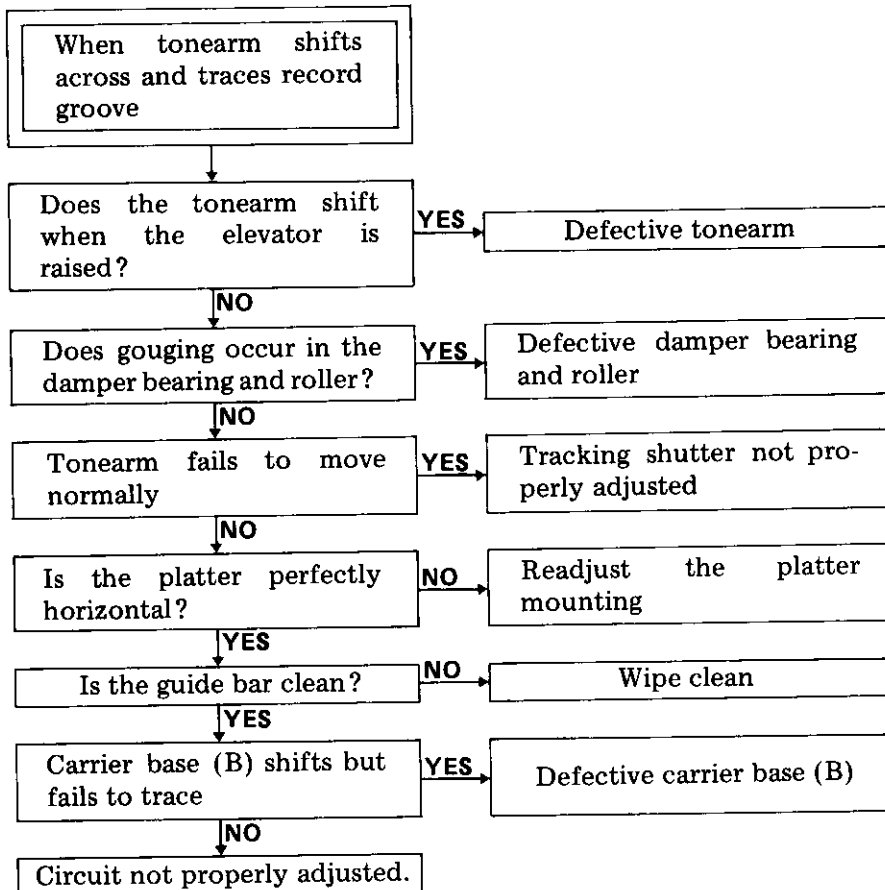 When tonearm shifts
across and traces record
groove
Does the tonearm shift
when the elevator is
raised?
YES
Defective tonearm
NO
Does gouging occur in the
damper bearing and roller?
YES
Defective damper bearing
and roller
NO
Tonearm fails to move
normally
YES
Tracking shutter not pro-
perly adjusted
NO
Is the platter perfectly
horizontal?
NO
Readjust the platter
mounting
YES
Is the guide bar clean?
NO
Wipe clean
YES
Carrier base (B) shifts but
fails to trace
YES
Defective carrier base (B)
NO
Circuit not properly adjusted.